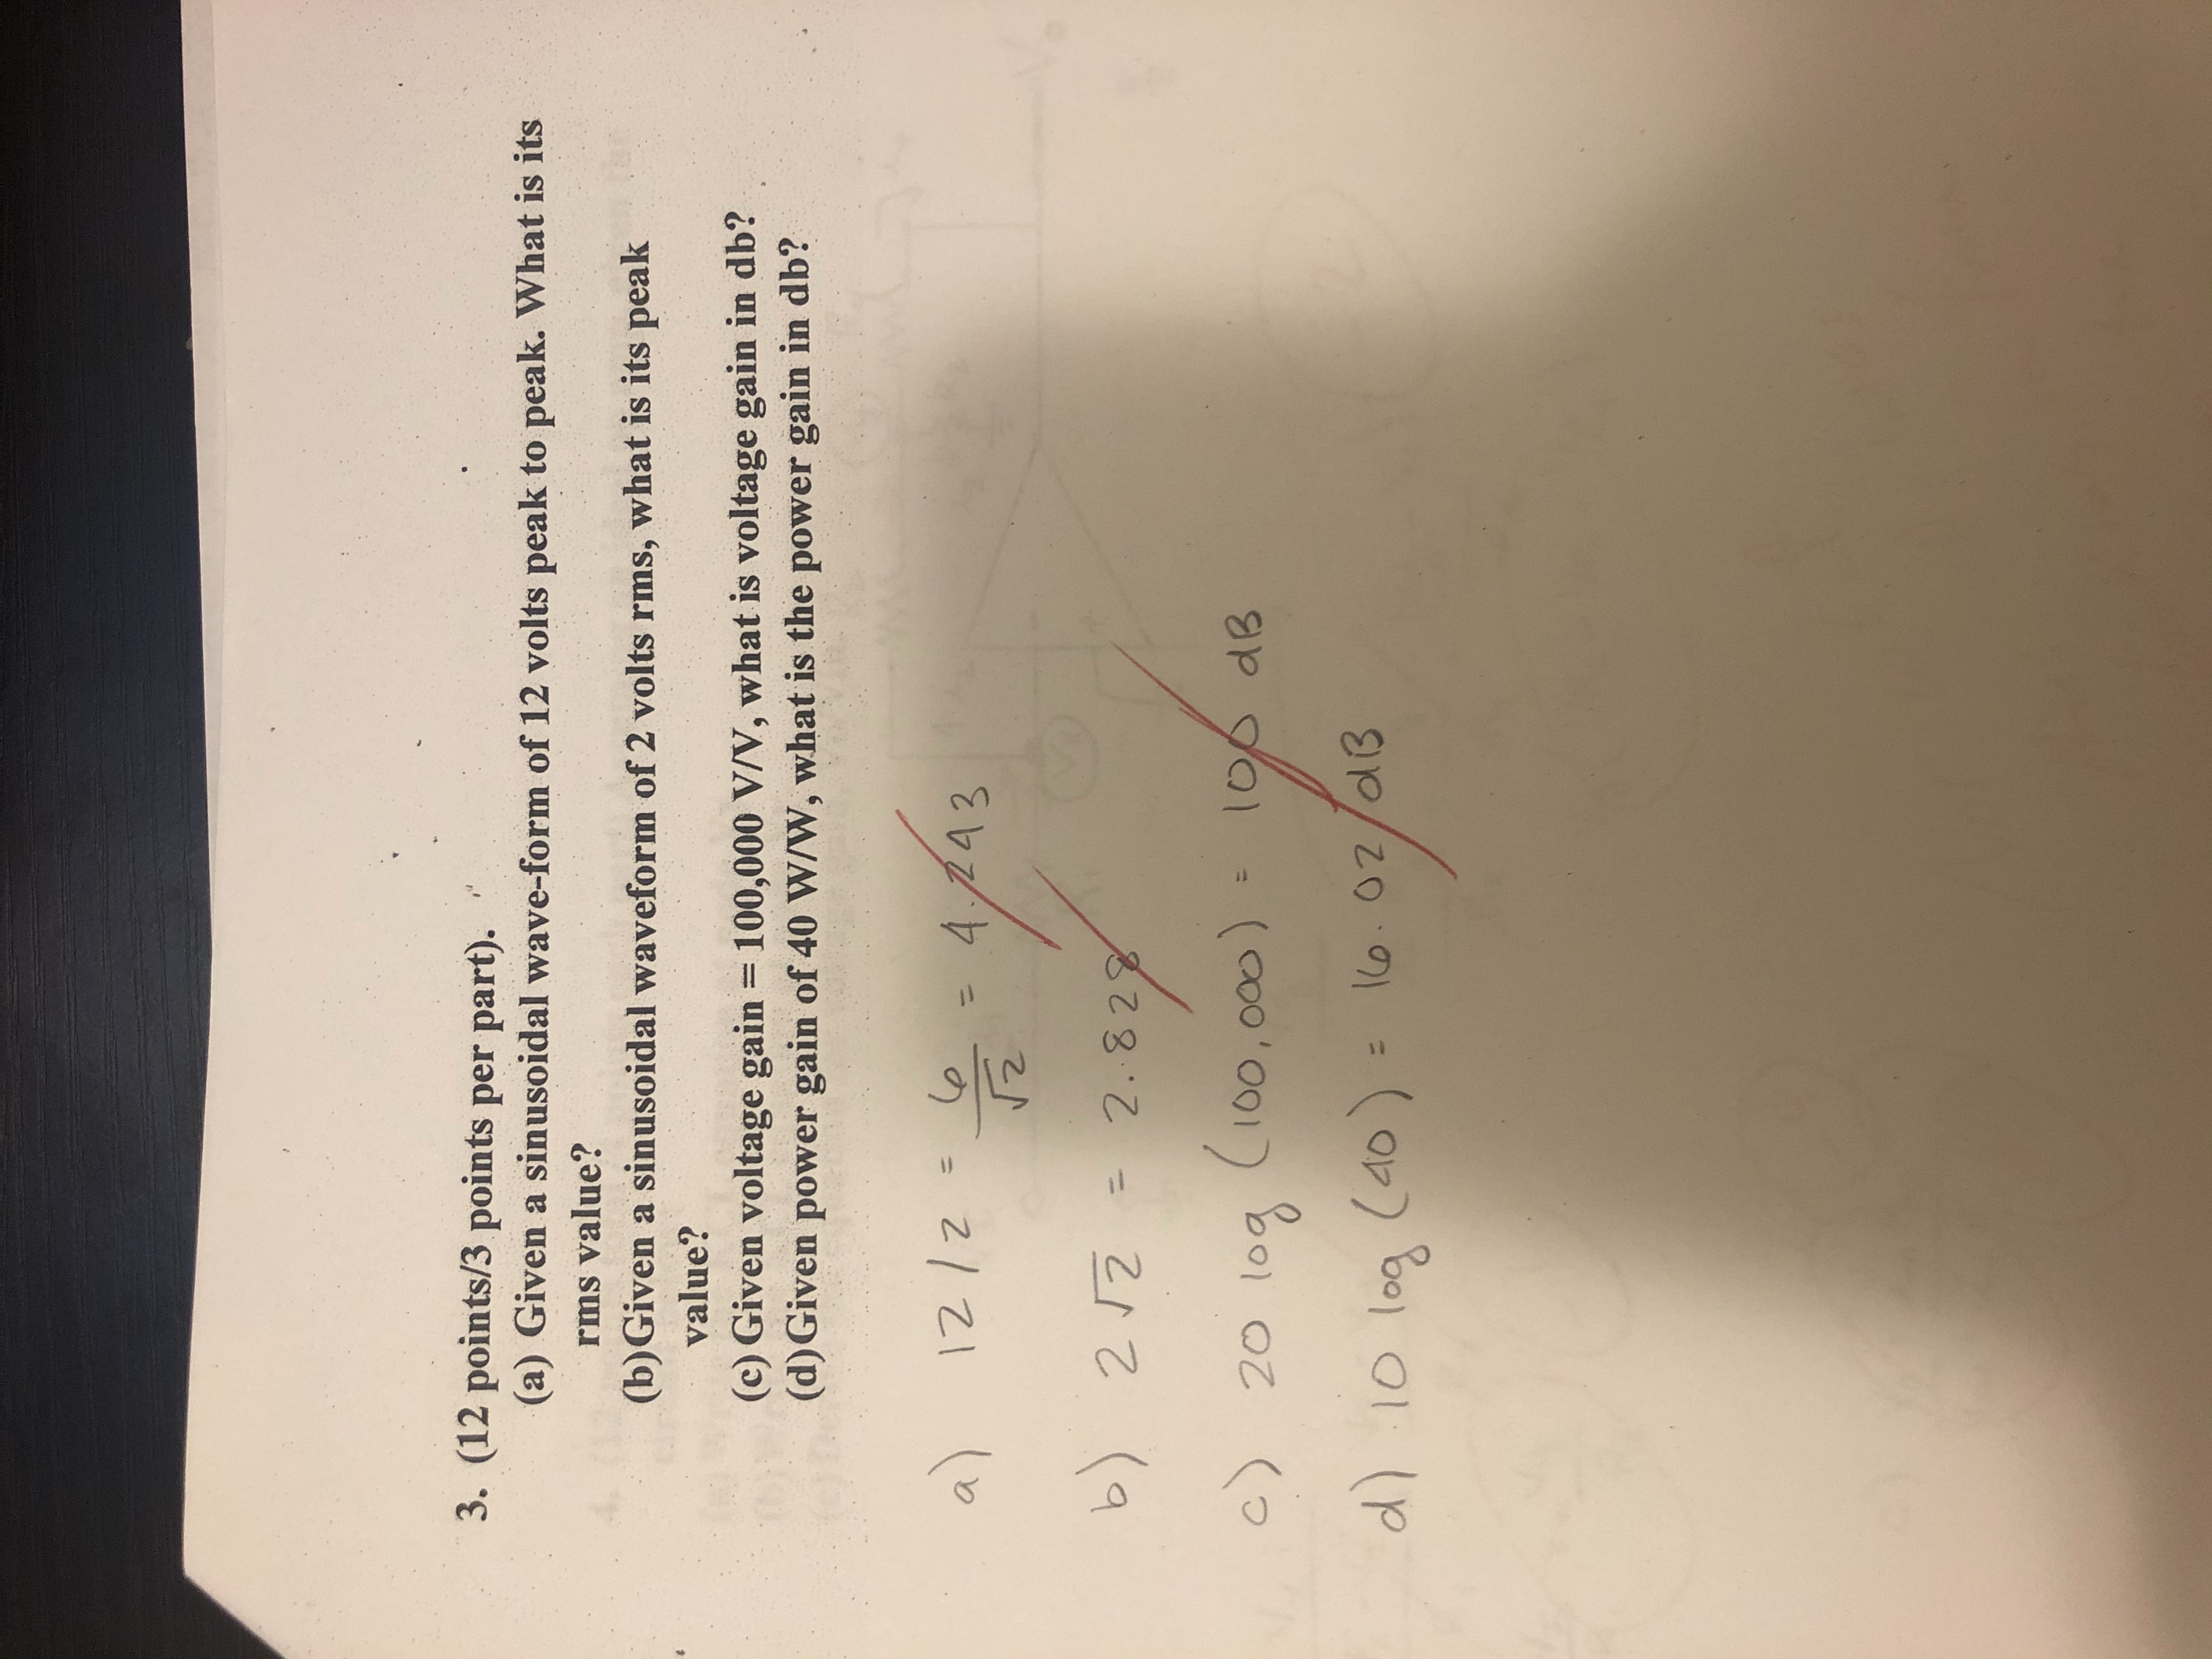 3. (12 points/3 points per part).
(a) Given a sinusoidal wave-form of 12 volts peak to peak. What is its
rms value?
(b)Given a sinusoidal waveform of 2 volts rms, what is its peak
value?
(c) Given voltage gain = 100,000 V/V, what is voltage gain in db?
(d)Given power gain of 40 W/W, what is the power gain in db?
a) 12/2 = 6/√2 = 4.243
b) 2√2 = 2.828
c) 20 log (100,000) = 100 dB
d) 10 log (40) = 16.02 dB